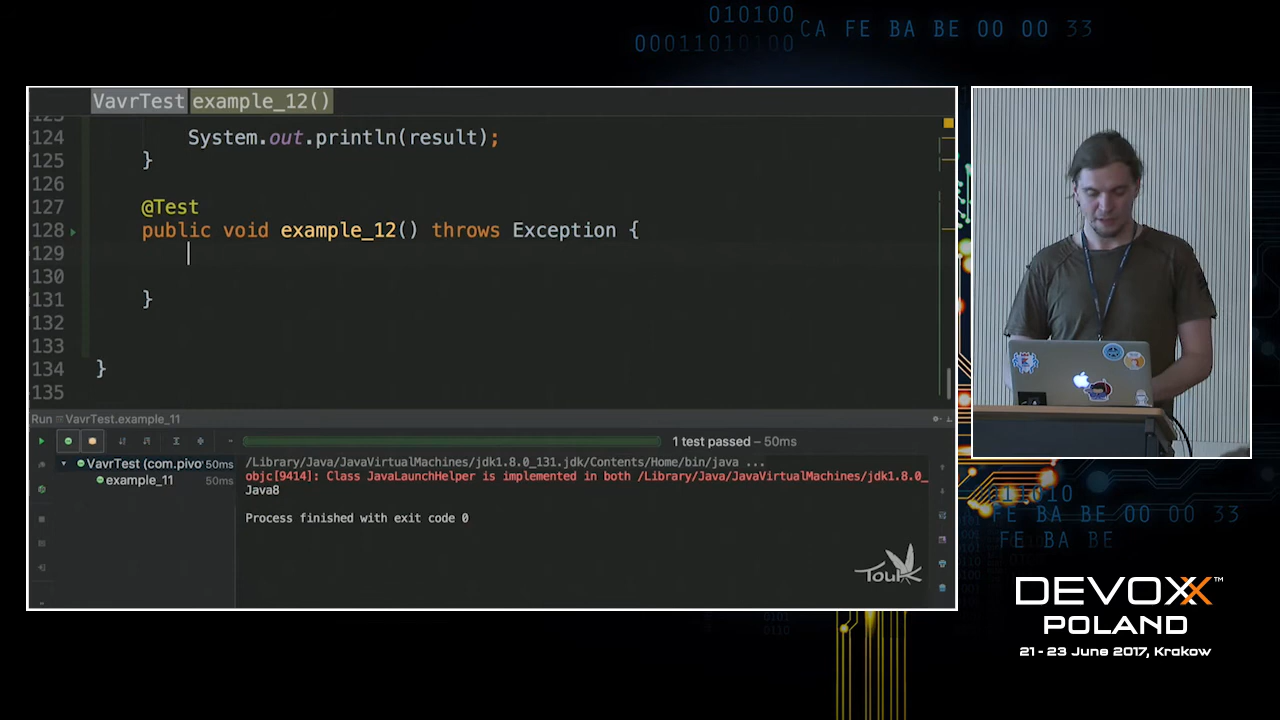 010100
000110010100
CA FE BA BE 00 00 33
VavrTest example_12()
123
124 System.out.println(result);
125 }
126
127 @Test
128 public void example_12() throws Exception {
129
130
131 }
132
133
134 }
135
Run VavrTest.example_11
1 test passed – 50ms
VavrTest (com.pivo 50ms
example_11 50ms
/Library/Java/JavaVirtualMachines/jdk1.8.0_131.jdk/Contents/Home/bin/java ...
objc[9414]: Class JavaLaunchHelper is implemented in both /Library/Java/JavaVirtualMachines/jdk1.8.0_
Java8
Process finished with exit code 0
Touk
011010
FE BA BE 00 00 33
FE BA BE
DEVOXX™
POLAND
21 - 23 June 2017, Krakow